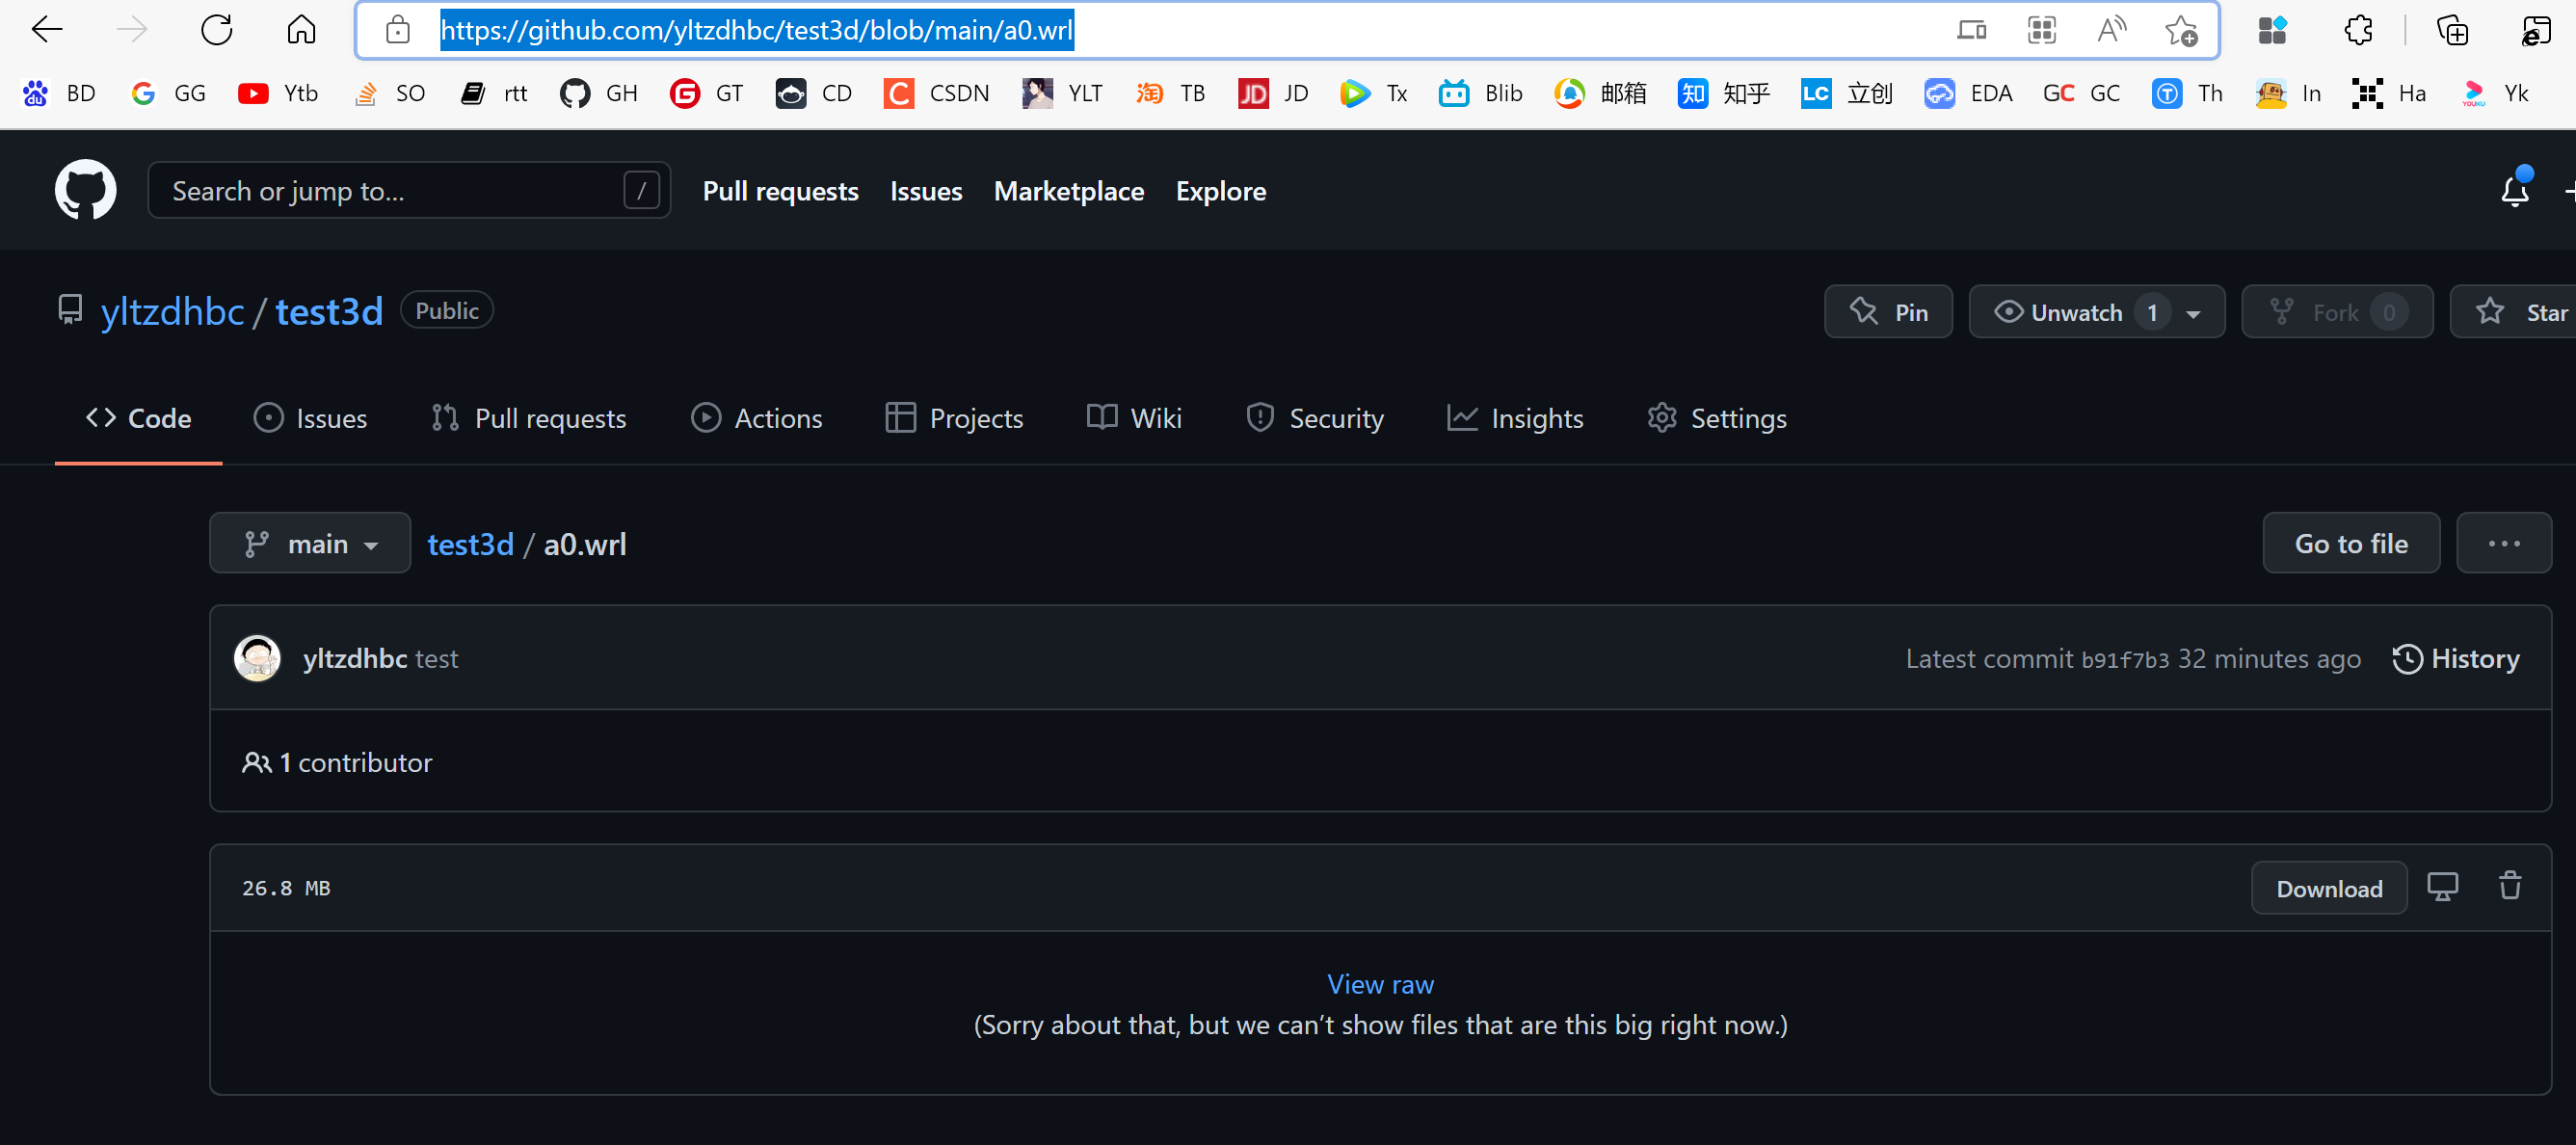 https://github.com/yltzdhbc/test3d/blob/main/a0.wrl
BD GG Ytb SO rtt GH GT CD CSDN YLT TB JD Tx Blib 邮箱 知乎 立创 EDA GC Th In Ha Yk
Search or jump to... / Pull requests Issues Marketplace Explore
yltzdhbc / test3d Public Pin Unwatch 1 Fork 0 Star
Code Issues Pull requests Actions Projects Wiki Security Insights Settings
main test3d / a0.wrl Go to file ...
yltzdhbc test Latest commit b91f7b3 32 minutes ago History
1 contributor
26.8 MB Download
View raw
(Sorry about that, but we can’t show files that are this big right now.)